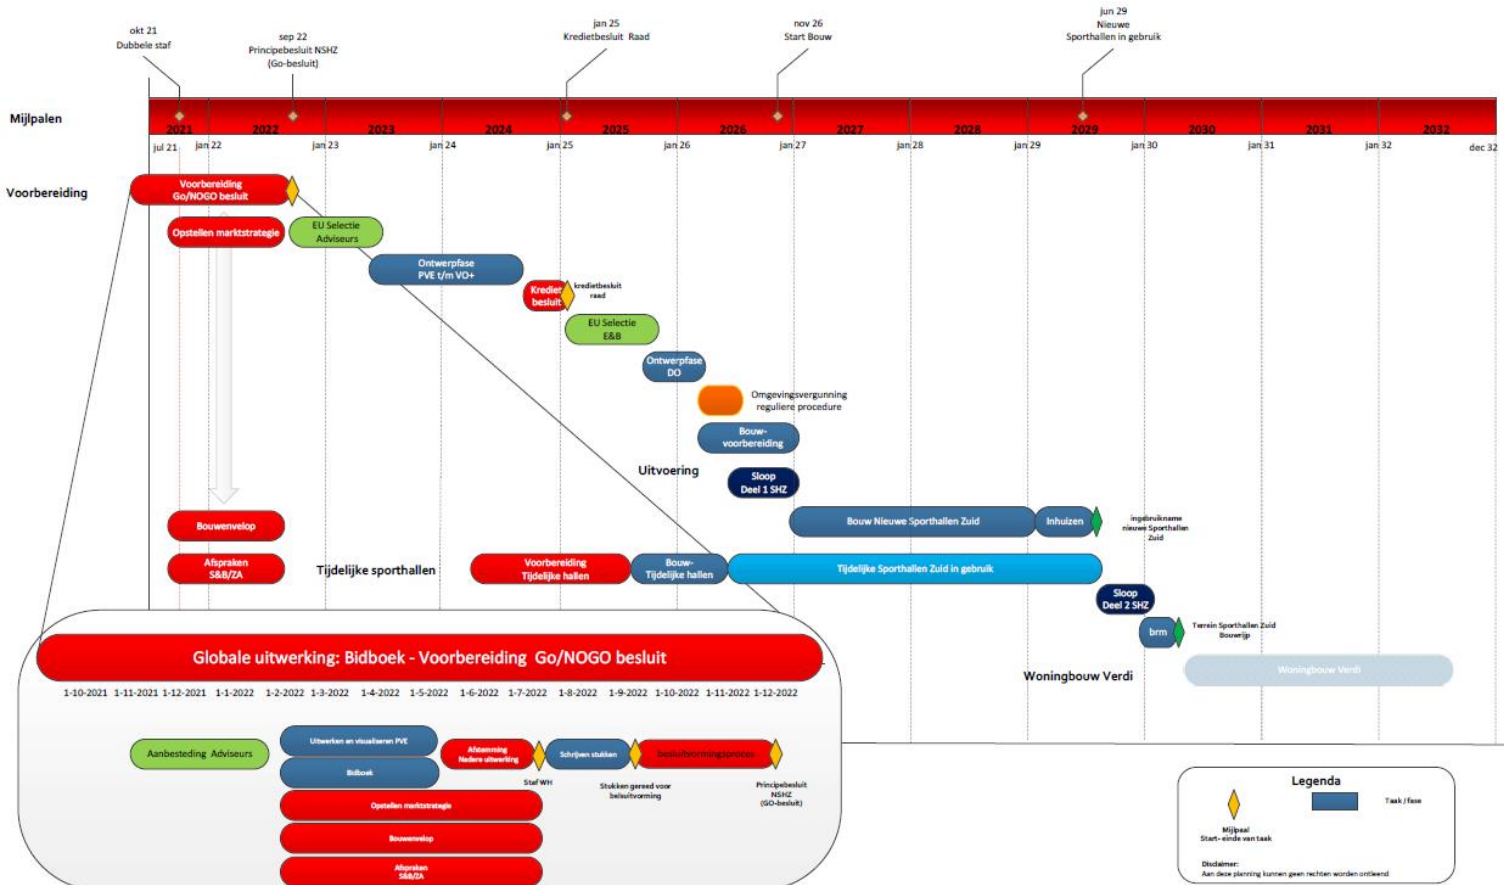 okt 21
Dubbele staf
sep 22
Principebesluit NSHZ
(Go-besluit)
jan 25
Kredietbesluit Raad
nov 26
Start Bouw
jun 29
Nieuwe
Sporthallen in gebruik
Mijlpalen
2021 2022 2023 2024 2025 2026 2027 2028 2029 2030 2031 2032
jul 21 jan 22 jan 23 jan 24 jan 25 jan 26 jan 27 jan 28 jan 29 jan 30 jan 31 jan 32 dec 32
Voorbereiding
Voorbereiding
Go/NOGO besluit
Opstellen marktstrategie
EU Selectie
Adviseurs
Ontwerpfase
PVE t/m VO+
Krediet
besluit
kredietbesluit
raad
EU Selectie
E&B
Ontwerpfase
DO
Omgevingsvergunning
reguliere procedure
Bouw-
voorbereiding
Uitvoering
Sloop
Deel 1 SHZ
Bouwenvelop
Bouw Nieuwe Sporthallen Zuid
Inhuizen
ingebruikname
nieuwe Sporthallen
Zuid
Afspraken
S&B/ZA
Tijdelijke sporthallen
Voorbereiding
Tijdelijke hallen
Bouw-
Tijdelijke hallen
Tijdelijke Sporthallen Zuid in gebruik
Sloop
Deel 2 SHZ
brm
Terrein Sporthallen Zuid
Bouwrijp
Woningbouw Verdi
Woningbouw Verdi
Globale uitwerking: Bidboek - Voorbereiding Go/NOGO besluit
1-10-2021 1-11-2021 1-12-2021 1-1-2022 1-2-2022 1-3-2022 1-4-2022 1-5-2022 1-6-2022 1-7-2022 1-8-2022 1-9-2022 1-10-2022 1-11-2022 1-12-2022
Aanbesteding Adviseurs
Uitwerken en visualiseren PVE
Bidboek
Afstemming
Nadere uitwerking
Staf WH
Schrijven stukken
Stukken gereed voor
belsuitvorming
besluitvormingsproces
Principebesluit
NSHZ
(GO-besluit)
Opstellen marktstrategie
Bouwenvelop
Afspraken
S&B/ZA
Legenda
Taak / fase
Mijlpaal
Start- einde van taak
Disclaimer:
Aan deze planning kunnen geen rechten worden ontleend